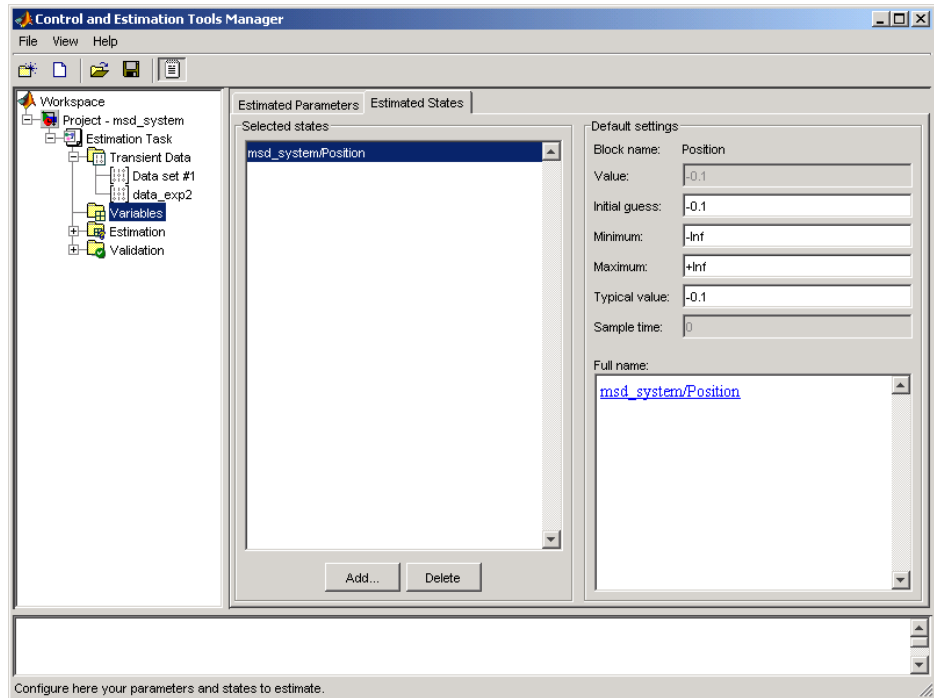 Control and Estimation Tools Manager
File View Help
Workspace
Project - msd_system
Estimation Task
Transient Data
Data set #1
data_exp2
Variables
Estimation
Validation
Estimated Parameters Estimated States
Selected states
msd_system/Position
Add... Delete
Default settings
Block name: Position
Value: -0.1
Initial guess: -0.1
Minimum: -Inf
Maximum: +Inf
Typical value: -0.1
Sample time: 0
Full name:
msd_system/Position
Configure here your parameters and states to estimate.